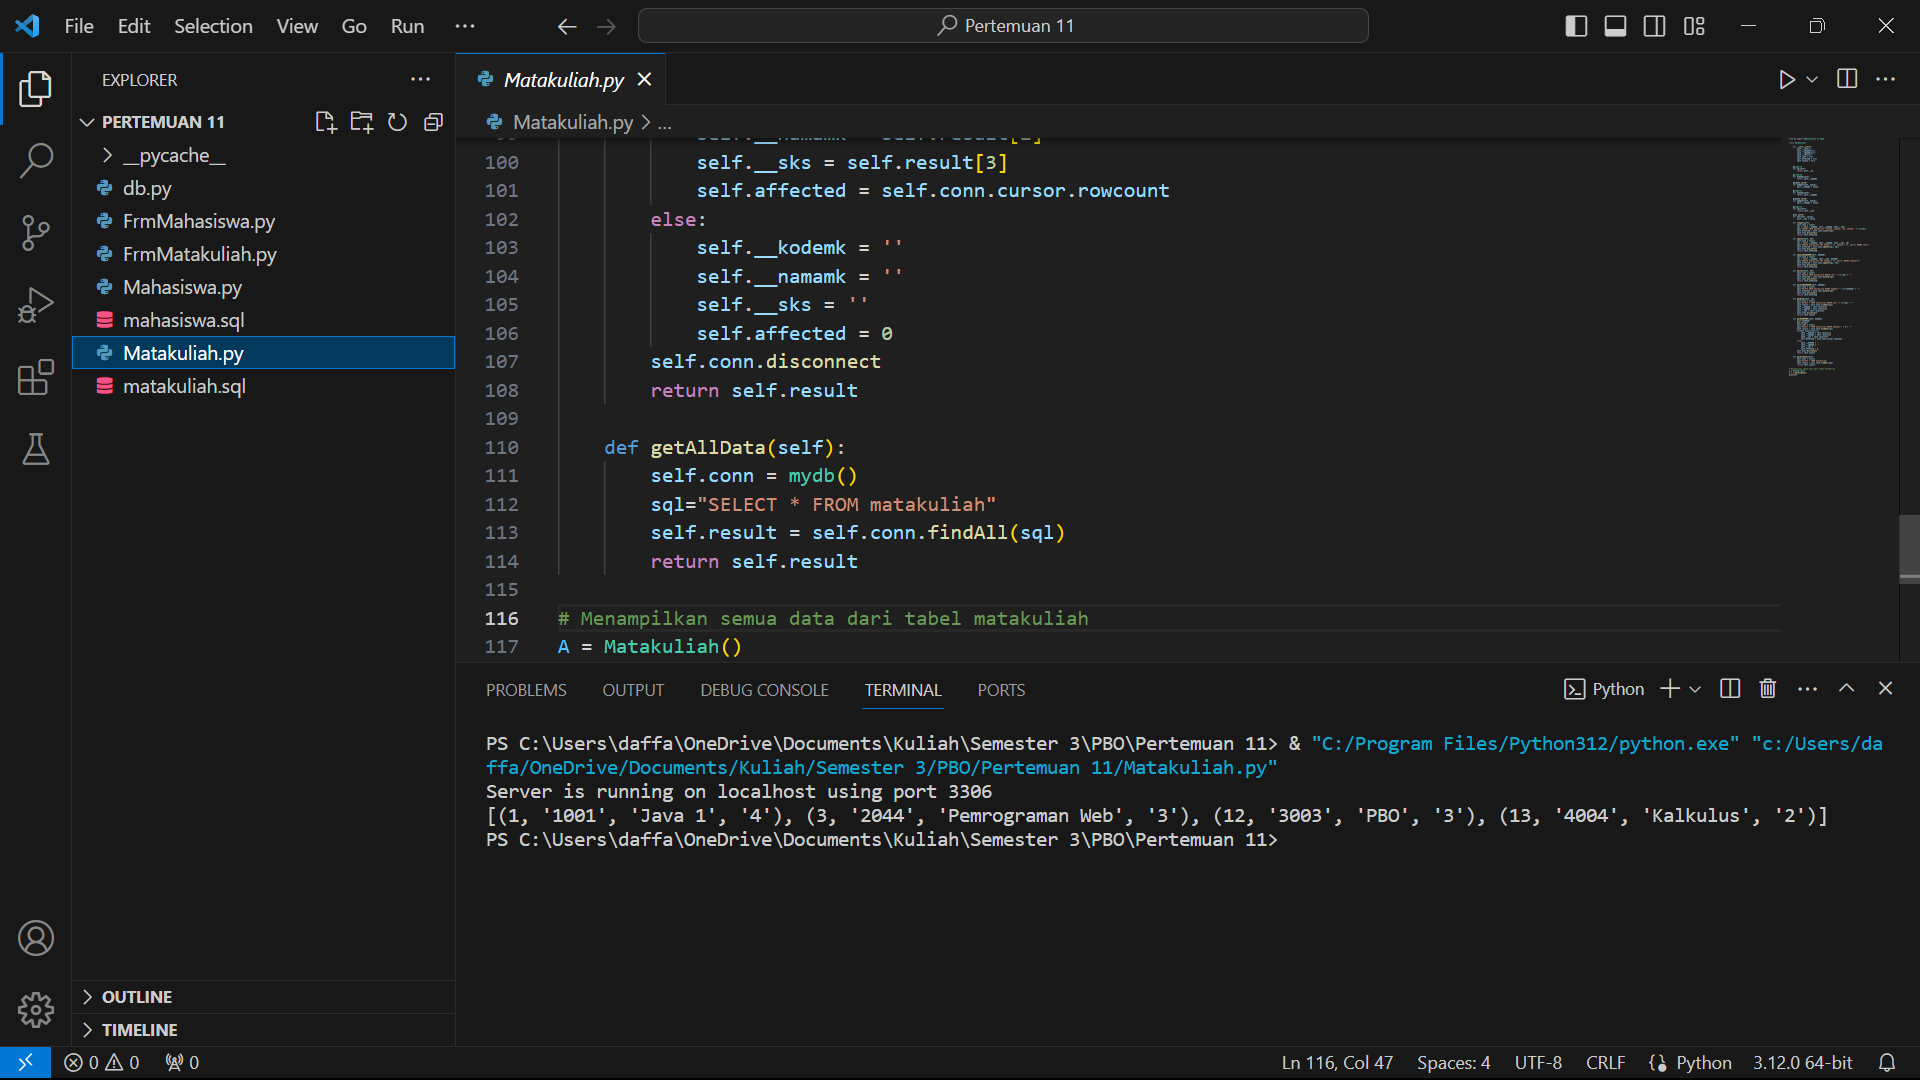 File Edit Selection View Go Run ··· Pertemuan 11
EXPLORER ···
PERTEMUAN 11
__pycache__
db.py
FrmMahasiswa.py
FrmMatakuliah.py
Mahasiswa.py
mahasiswa.sql
Matakuliah.py
matakuliah.sql
OUTLINE
TIMELINE
Matakuliah.py
Matakuliah.py > ...
100 self.__sks = self.result[3]
101 self.affected = self.conn.cursor.rowcount
102 else:
103 self.__kodemk = ''
104 self.__namamk = ''
105 self.__sks = ''
106 self.affected = 0
107 self.conn.disconnect
108 return self.result
109
110 def getAllData(self):
111 self.conn = mydb()
112 sql="SELECT * FROM matakuliah"
113 self.result = self.conn.findAll(sql)
114 return self.result
115
116 # Menampilkan semua data dari tabel matakuliah
117 A = Matakuliah()
PROBLEMS OUTPUT DEBUG CONSOLE TERMINAL PORTS Python
PS C:\Users\daffa\OneDrive\Documents\Kuliah\Semester 3\PBO\Pertemuan 11> & "C:/Program Files/Python312/python.exe" "c:/Users/da
ffa/OneDrive/Documents/Kuliah/Semester 3/PBO/Pertemuan 11/Matakuliah.py"
Server is running on localhost using port 3306
[(1, '1001', 'Java 1', '4'), (3, '2044', 'Pemrograman Web', '3'), (12, '3003', 'PBO', '3'), (13, '4004', 'Kalkulus', '2')]
PS C:\Users\daffa\OneDrive\Documents\Kuliah\Semester 3\PBO\Pertemuan 11>
0 0 0 Ln 116, Col 47 Spaces: 4 UTF-8 CRLF Python 3.12.0 64-bit